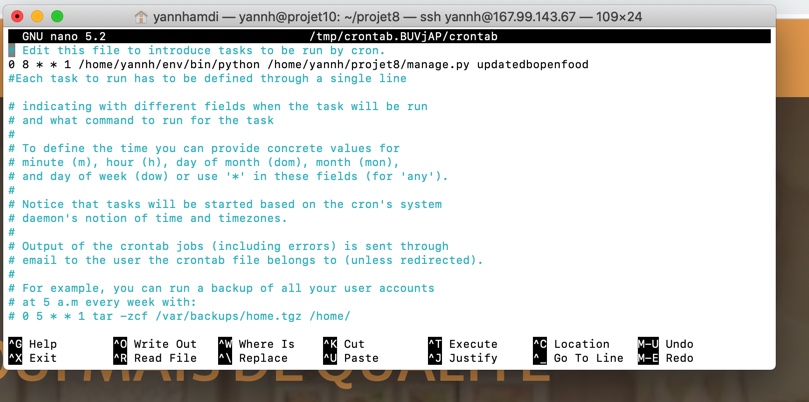 yannhamdi — yannh@projet10: ~/projet8 — ssh yannh@167.99.143.67 — 109×24
GNU nano 5.2 /tmp/crontab.BUVjAP/crontab
Edit this file to introduce tasks to be run by cron.
0 8 * * 1 /home/yannh/env/bin/python /home/yannh/projet8/manage.py updatedbopenfood
#Each task to run has to be defined through a single line
# indicating with different fields when the task will be run
# and what command to run for the task
#
# To define the time you can provide concrete values for
# minute (m), hour (h), day of month (dom), month (mon),
# and day of week (dow) or use '*' in these fields (for 'any').
#
# Notice that tasks will be started based on the cron's system
# daemon's notion of time and timezones.
#
# Output of the crontab jobs (including errors) is sent through
# email to the user the crontab file belongs to (unless redirected).
#
# For example, you can run a backup of all your user accounts
# at 5 a.m every week with:
# 0 5 * * 1 tar -zcf /var/backups/home.tgz /home/
^G Help ^O Write Out ^W Where Is ^K Cut ^T Execute ^C Location M-U Undo
^X Exit ^R Read File ^\ Replace ^U Paste ^J Justify ^_ Go To Line M-E Redo
MAIS DE QUALITÉ